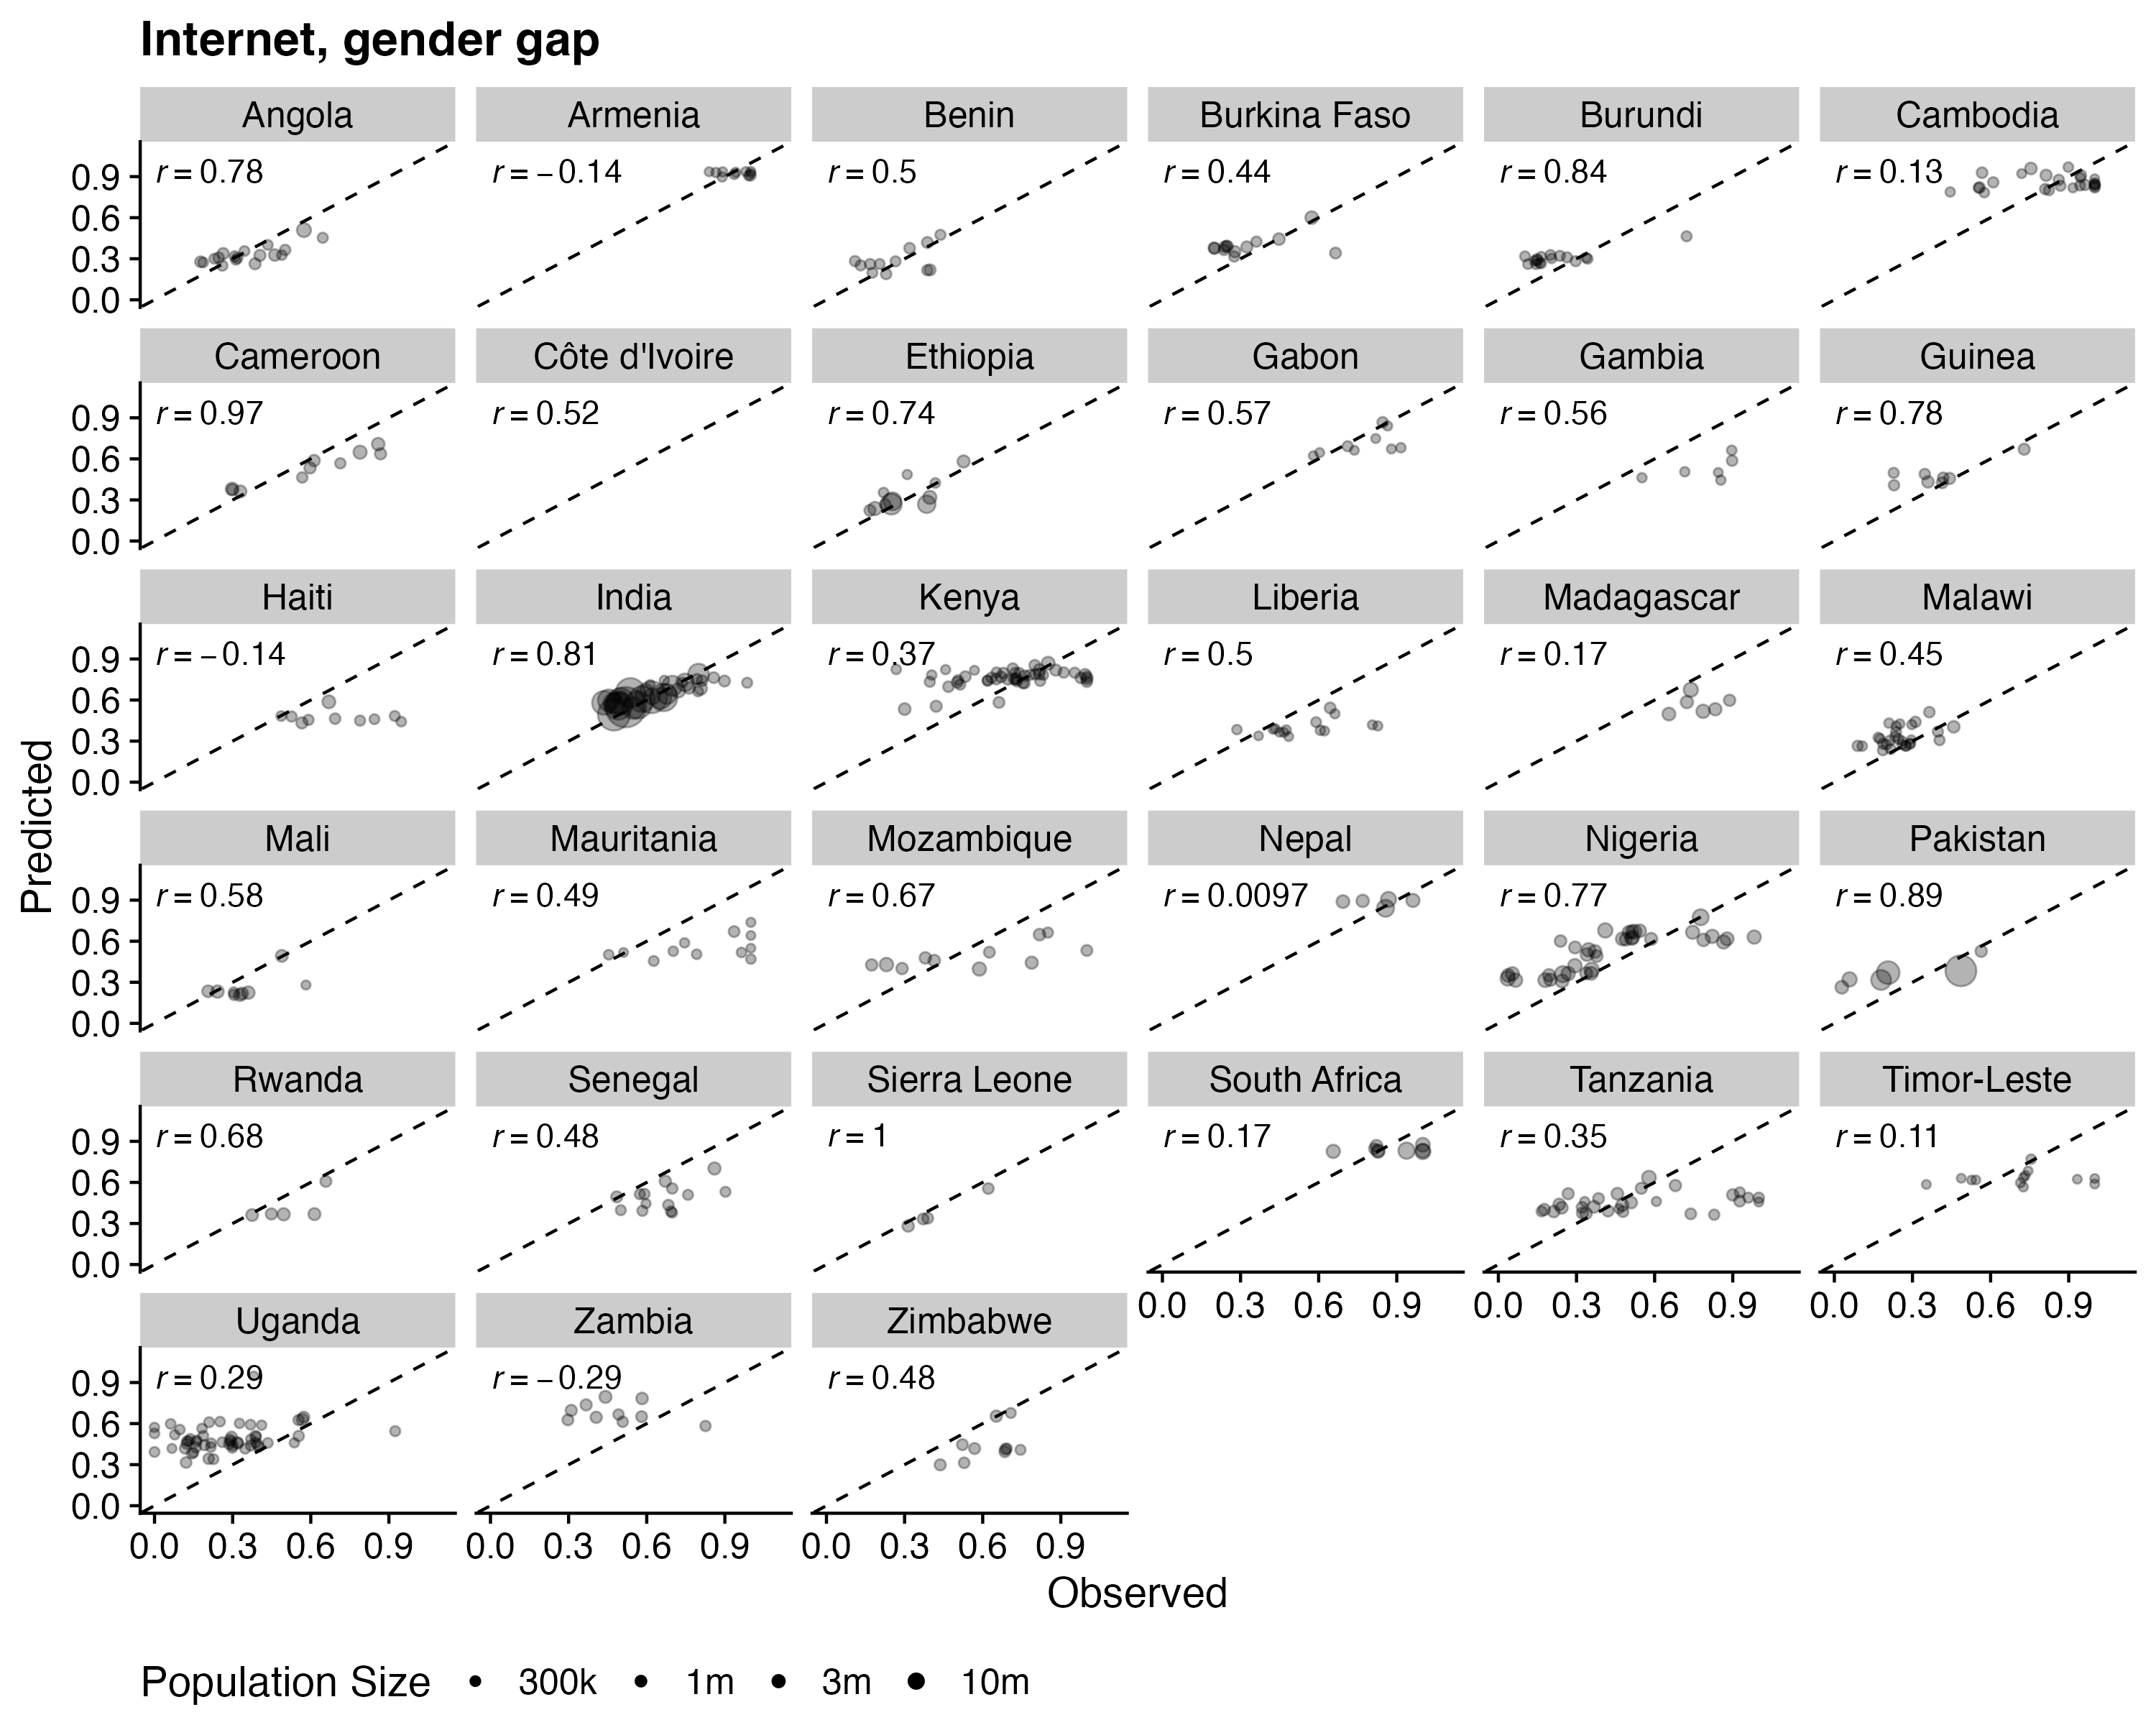 Internet, gender gap
Angola Armenia Benin Burkina Faso Burundi Cambodia
r = 0.78 r = −0.14 r = 0.5 r = 0.44 r = 0.84 r = 0.13
0.9
0.6
0.3
0.0
Cameroon Côte d'Ivoire Ethiopia Gabon Gambia Guinea
r = 0.97 r = 0.52 r = 0.74 r = 0.57 r = 0.56 r = 0.78
0.9
0.6
0.3
0.0
Haiti India Kenya Liberia Madagascar Malawi
r = −0.14 r = 0.81 r = 0.37 r = 0.5 r = 0.17 r = 0.45
0.9
0.6
0.3
0.0
Predicted
Mali Mauritania Mozambique Nepal Nigeria Pakistan
r = 0.58 r = 0.49 r = 0.67 r = 0.0097 r = 0.77 r = 0.89
0.9
0.6
0.3
0.0
Rwanda Senegal Sierra Leone South Africa Tanzania Timor-Leste
r = 0.68 r = 0.48 r = 1 r = 0.17 r = 0.35 r = 0.11
0.9
0.6
0.3
0.0
0.0 0.3 0.6 0.9 0.0 0.3 0.6 0.9 0.0 0.3 0.6 0.9
Uganda Zambia Zimbabwe
r = 0.29 r = −0.29 r = 0.48
0.9
0.6
0.3
0.0
0.0 0.3 0.6 0.9 0.0 0.3 0.6 0.9 0.0 0.3 0.6 0.9
Observed
Population Size 300k 1m 3m 10m